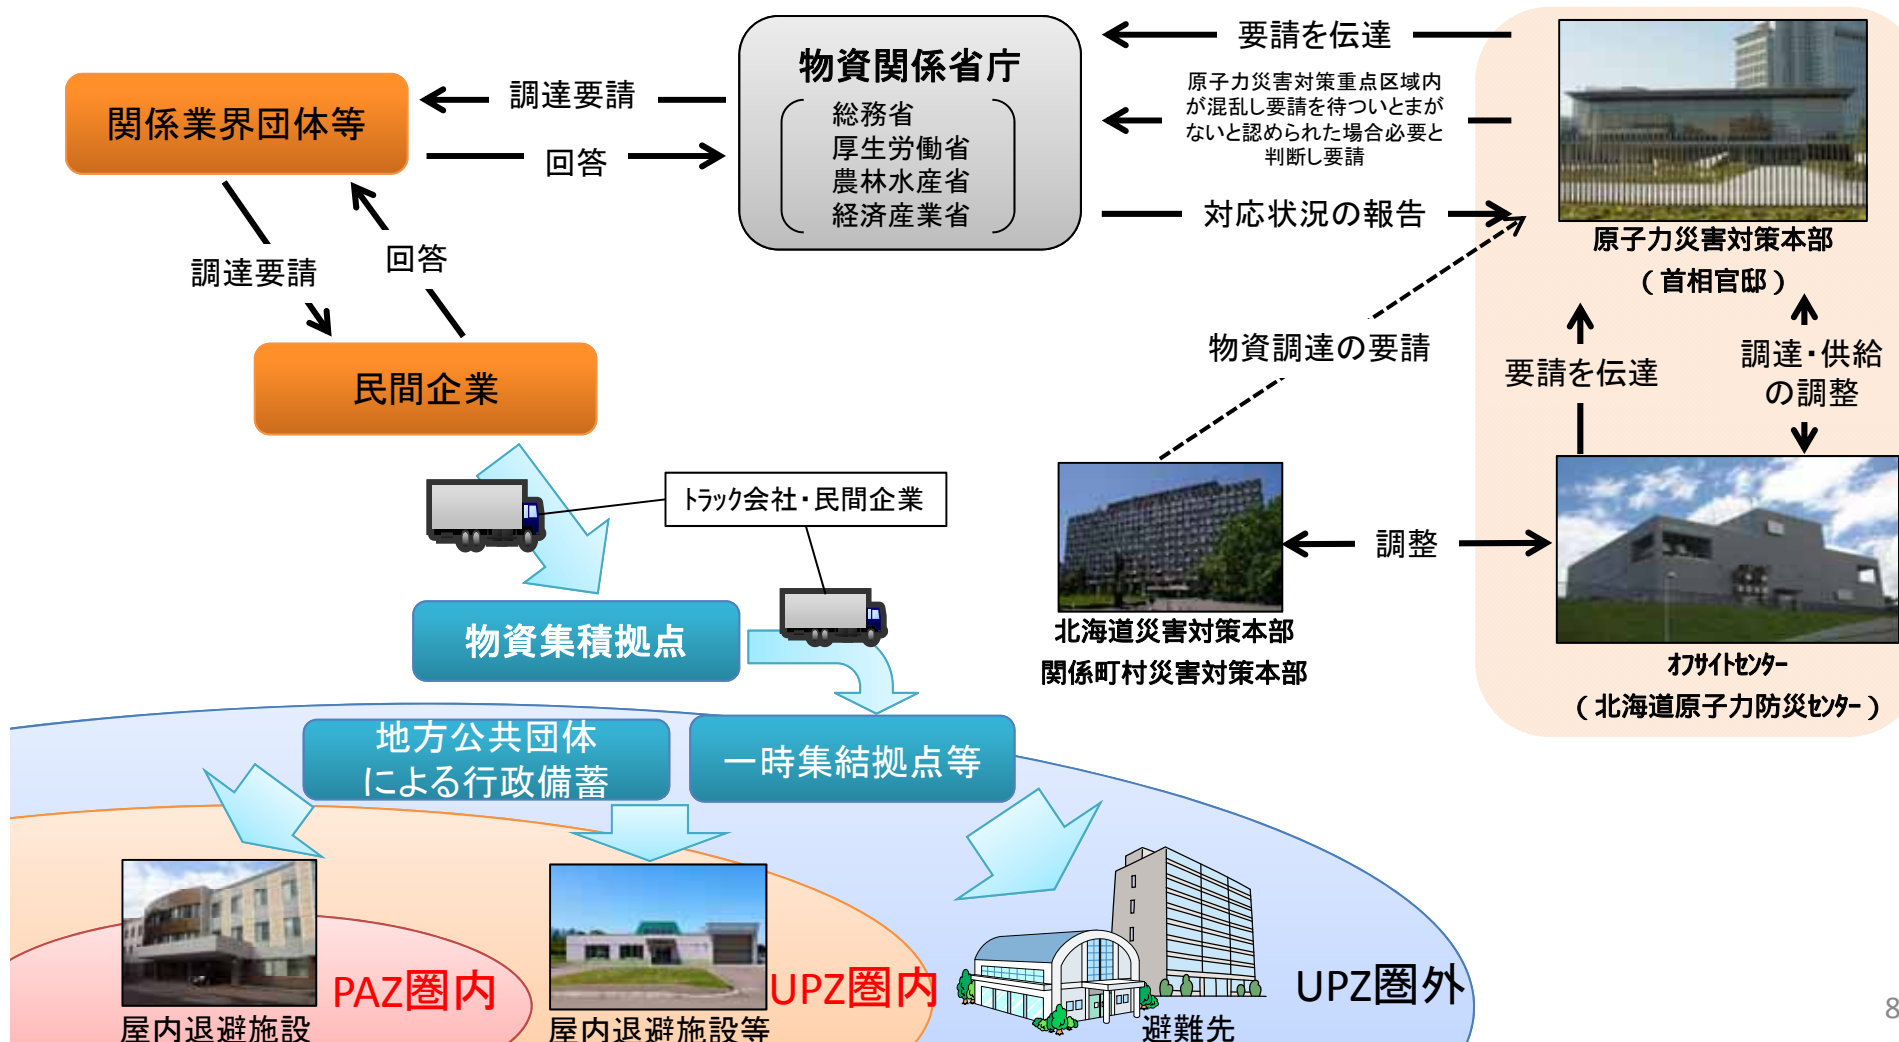 物資関係省庁
総務省
厚生労働省
農林水産省
経済産業省
関係業界団体等
調達要請
回答
要請を伝達
原子力災害対策重点区域内
が混乱し要請を待ついとまが
ないと認められた場合必要と
判断し要請
対応状況の報告
原子力災害対策本部
(首相官邸)
調達要請
回答
民間企業
物資調達の要請
要請を伝達
調達・供給
の調整
トラック会社・民間企業
調整
物資集積拠点
北海道災害対策本部
関係町村災害対策本部
オフサイトセンター
(北海道原子力防災センター)
地方公共団体
による行政備蓄
一時集結拠点等
PAZ圏内
UPZ圏内
UPZ圏外
屋内退避施設
屋内退避施設等
避難先
8